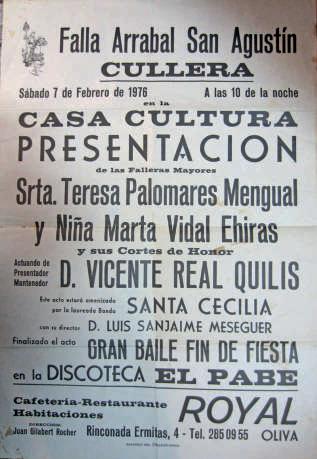 Falla Arrabal San Agustín
CULLERA
Sábado 7 de Febrero de 1976 A las 10 de la noche
en la
CASA CULTURA
PRESENTACION
de las Falleras Mayores
Srta. Teresa Palomares Mengual
y Niña Marta Vidal Ehiras
y sus Cortes de Honor
Actuando de
Presentador
Mantenedor
D. VICENTE REAL QUILIS
Este acto estará amenizado
por la laureada Banda
SANTA CECILIA
con su director D. LUIS SANJAIME MESEGUER
Finalizado el acto GRAN BAILE FIN DE FIESTA
en la DISCOTECA EL PABE
Cafetería-Restaurante
Habitaciones
ROYAL
DIRECCION:
Juan Gilabert Rocher
Rinconada Ermitas, 4 - Tel. 285 09 55 OLIVA